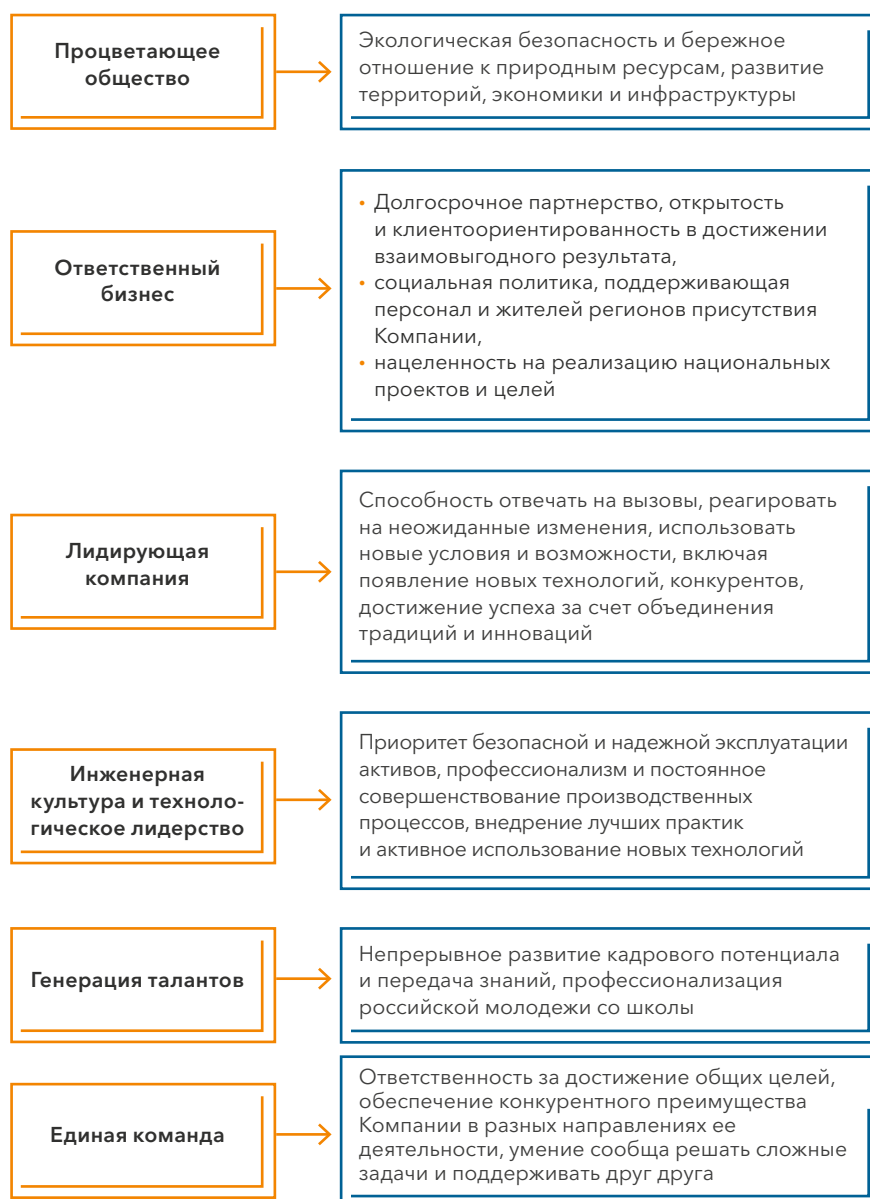 Процветающее
общество
Экологическая безопасность и бережное
отношение к природным ресурсам, развитие
территорий, экономики и инфраструктуры
Ответственный
бизнес
• Долгосрочное партнерство, открытость
и клиентоориентированность в достижении
взаимовыгодного результата,
• социальная политика, поддерживающая
персонал и жителей регионов присутствия
Компании,
• нацеленность на реализацию национальных
проектов и целей
Лидирующая
компания
Способность отвечать на вызовы, реагировать
на неожиданные изменения, использовать
новые условия и возможности, включая
появление новых технологий, конкурентов,
достижение успеха за счет объединения
традиций и инноваций
Инженерная
культура и техноло-
гическое лидерство
Приоритет безопасной и надежной эксплуатации
активов, профессионализм и постоянное
совершенствование производственных
процессов, внедрение лучших практик
и активное использование новых технологий
Генерация талантов
Непрерывное развитие кадрового потенциала
и передача знаний, профессионализация
российской молодежи со школы
Единая команда
Ответственность за достижение общих целей,
обеспечение конкурентного преимущества
Компании в разных направлениях ее
деятельности, умение сообща решать сложные
задачи и поддерживать друг друга